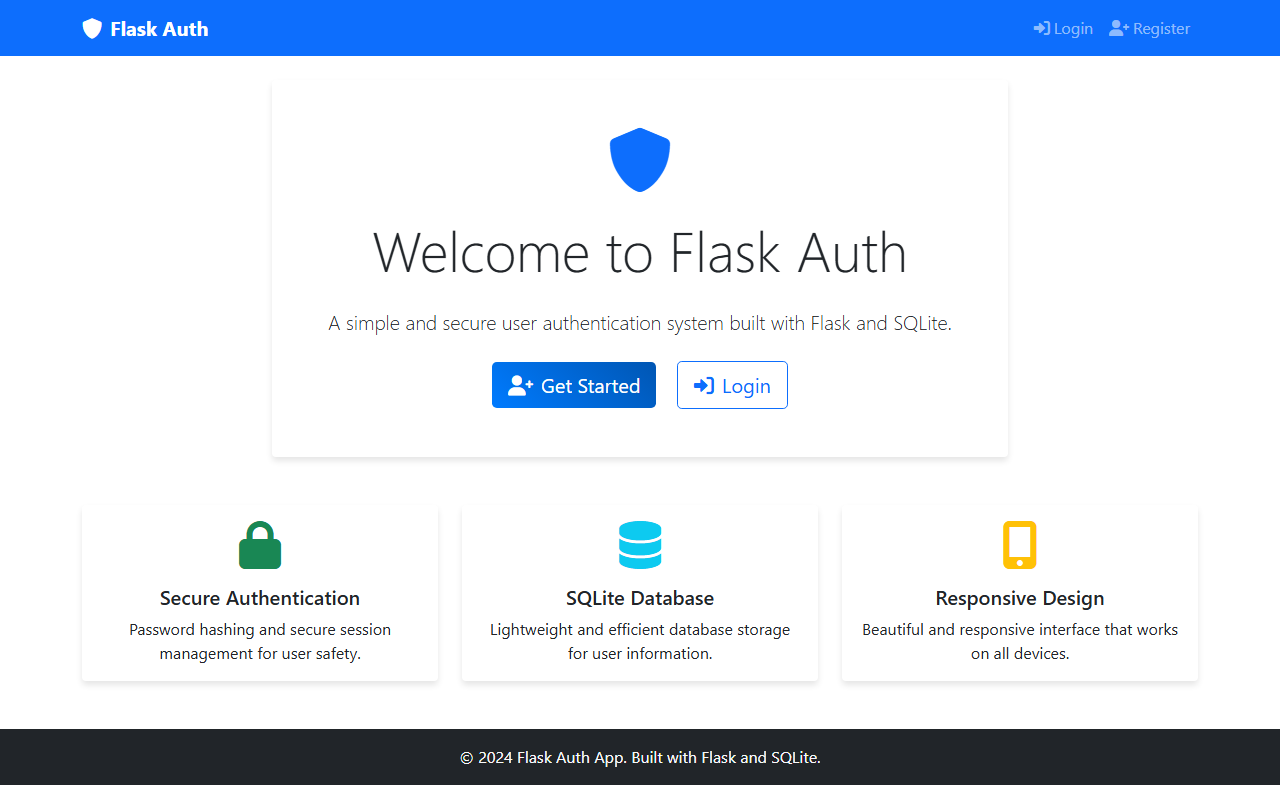 Flask Auth
Login
Register
Welcome to Flask Auth
A simple and secure user authentication system built with Flask and SQLite.
Get Started
Login
Secure Authentication
Password hashing and secure session
management for user safety.
SQLite Database
Lightweight and efficient database storage
for user information.
Responsive Design
Beautiful and responsive interface that works
on all devices.
© 2024 Flask Auth App. Built with Flask and SQLite.